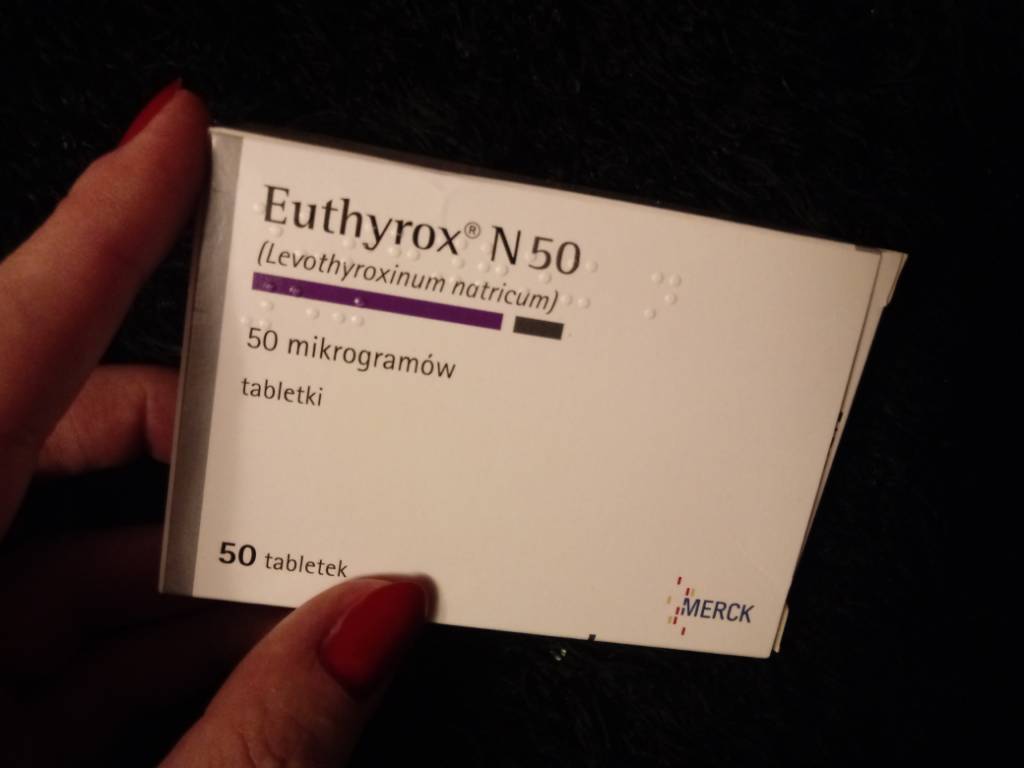 Euthyrox® N 50
(Levothyroxinum natricum)
50 mikrogramów
tabletki
50 tabletek
MERCK